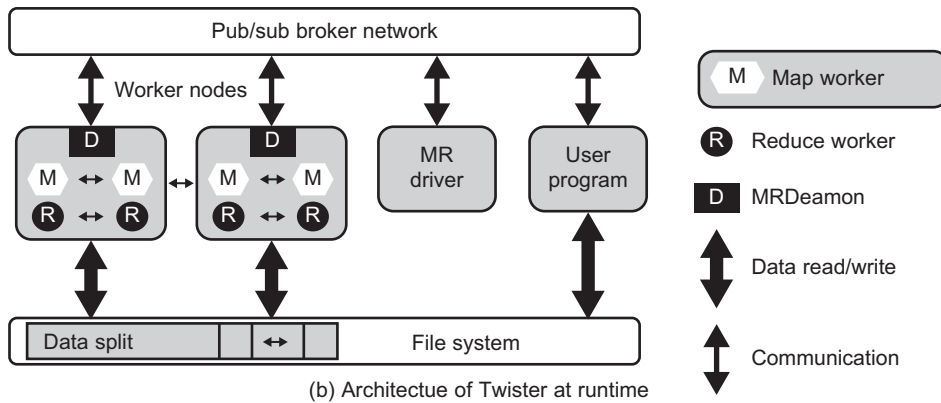 Pub/sub broker network
Worker nodes
D
M
M
R
R
D
M
M
R
R
MR
driver
User
program
Data split
File system
M
Map worker
R
Reduce worker
D
MRDeamon
Data read/write
Communication
(b) Architectue of Twister at runtime